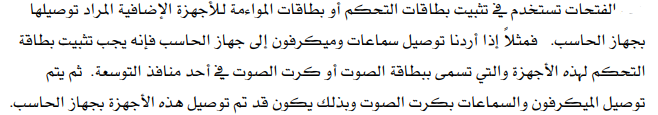 الفتحات تستخدم في تثبيت بطاقات التحكم أو بطاقات المواءمة للأجهزة الإضافية المراد توصيلها
بجهاز الحاسب. فمثلاً إذا أردنا توصيل سماعات وميكرفون إلى جهاز الحاسب فإنه يجب تثبيت بطاقة
التحكم لهذه الأجهزة والتي تسمى ببطاقة الصوت أو كرت الصوت في أحد منافذ التوسعة. ثم يتم
توصيل الميكرفون والسماعات بكرت الصوت وبذلك يكون قد تم توصيل هذه الأجهزة بجهاز الحاسب.